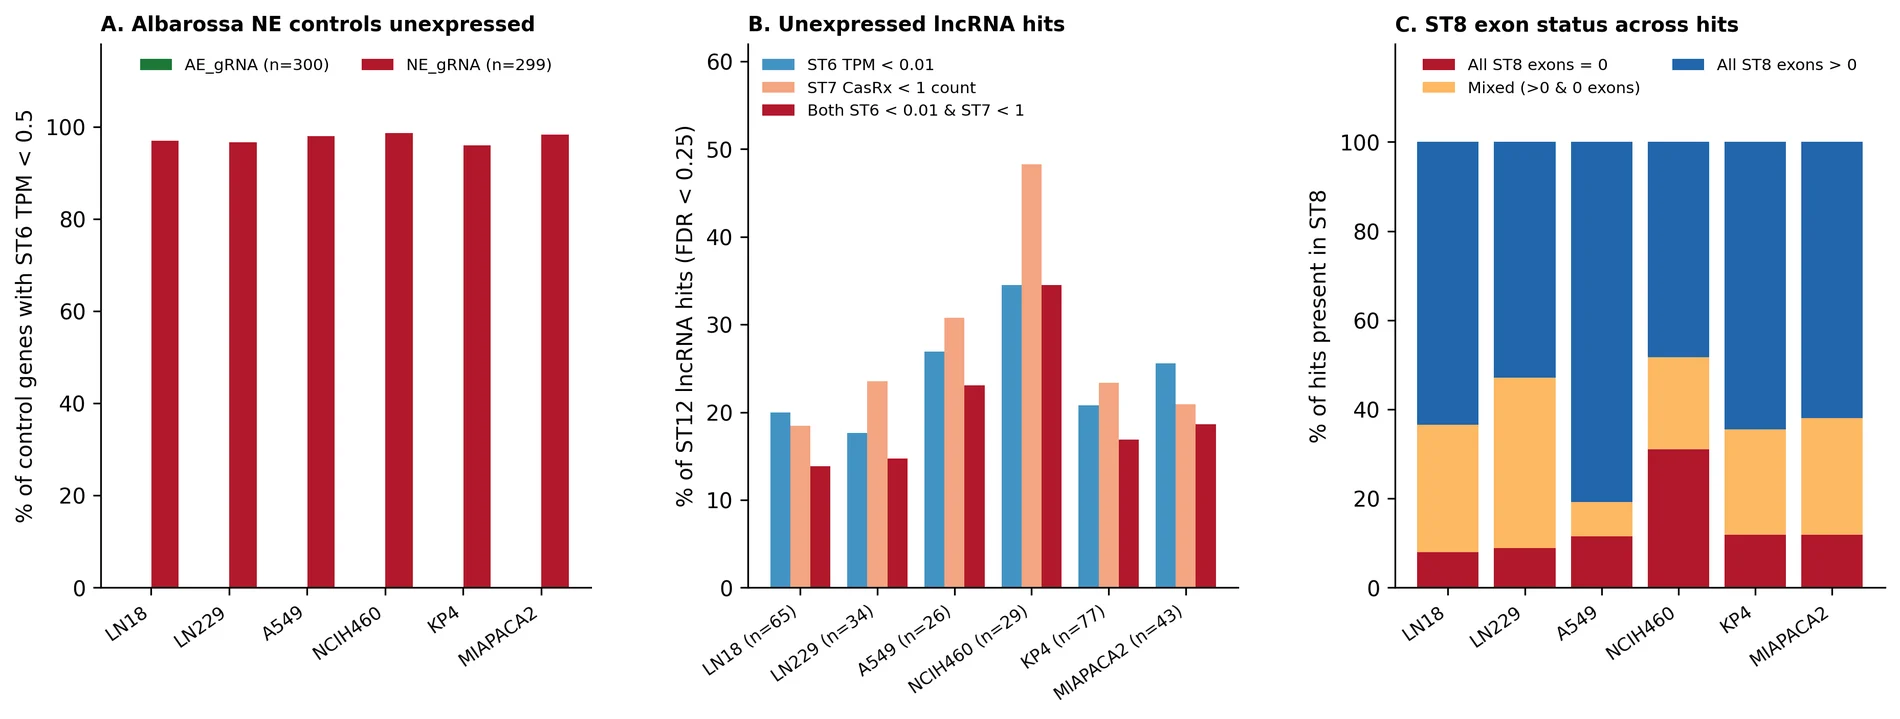 A. Albarossa NE controls unexpressed
AE_gRNA (n=300)
NE_gRNA (n=299)
% of control genes with ST6 TPM < 0.5
100
80
60
40
20
0
LN18
LN229
A549
NCIH460
KP4
MIAPACA2
B. Unexpressed lncRNA hits
ST6 TPM < 0.01
ST7 CasRx < 1 count
Both ST6 < 0.01 & ST7 < 1
% of ST12 lncRNA hits (FDR < 0.25)
60
50
40
30
20
10
0
LN18 (n=65)
LN229 (n=34)
A549 (n=26)
NCIH460 (n=29)
KP4 (n=77)
MIAPACA2 (n=43)
C. ST8 exon status across hits
All ST8 exons = 0
Mixed (>0 & 0 exons)
All ST8 exons > 0
% of hits present in ST8
100
80
60
40
20
0
LN18
LN229
A549
NCIH460
KP4
MIAPACA2